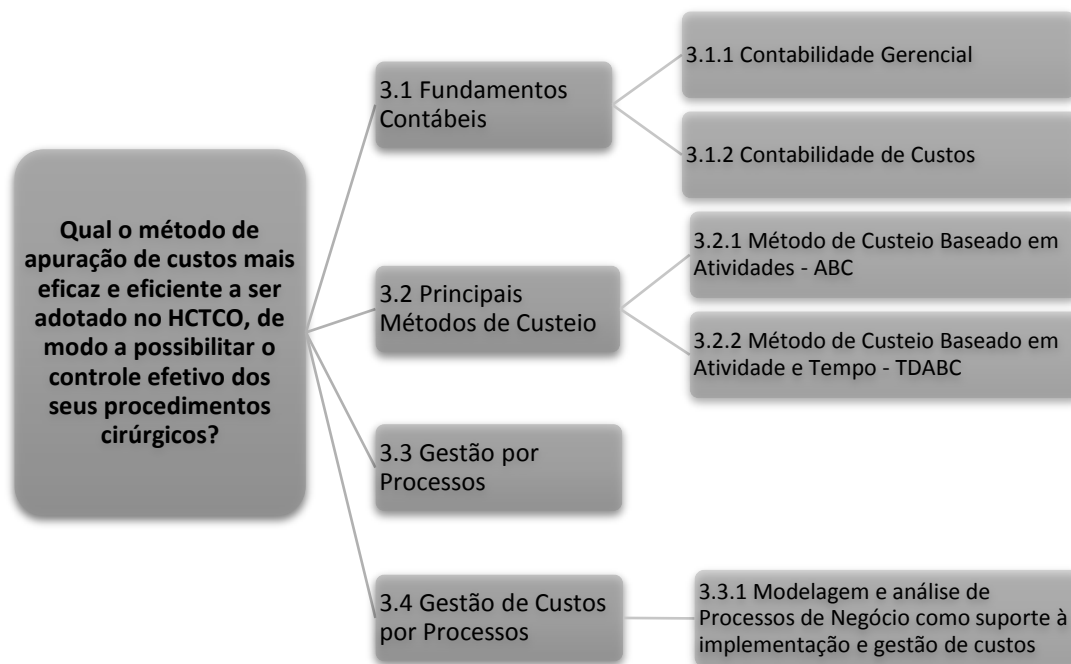 Qual o método de
apuração de custos mais
eficaz e eficiente a ser
adotado no HCTCO, de
modo a possibilitar o
controle efetivo dos
seus procedimentos
cirúrgicos?
3.1 Fundamentos
Contábeis
3.1.1 Contabilidade Gerencial
3.1.2 Contabilidade de Custos
3.2 Principais
Métodos de Custeio
3.2.1 Método de Custeio Baseado em
Atividades - ABC
3.2.2 Método de Custeio Baseado em
Atividade e Tempo - TDABC
3.3 Gestão por
Processos
3.4 Gestão de Custos
por Processos
3.3.1 Modelagem e análise de
Processos de Negócio como suporte à
implementação e gestão de custos